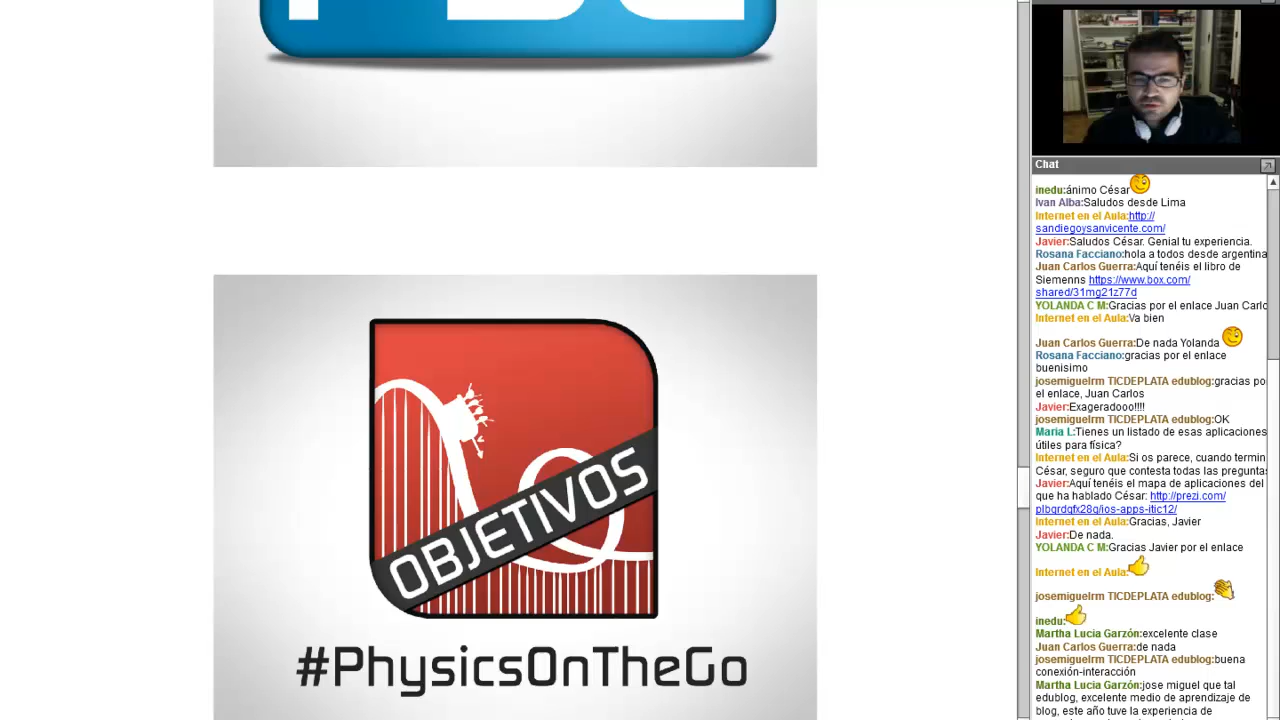 OBJETIVOS
#PhysicsOnTheGo
Chat
inedu:ánimo César
Ivan Alba:Saludos desde Lima
Internet en el Aula:http://
sandiegoysanvicente.com/
Javier:Saludos César. Genial tu experiencia.
Rosana Facciano:hola a todos desde argentina
Juan Carlos Guerra:Aquí tenéis el libro de
Siemenns https://www.box.com/
shared/31mg21z77d
YOLANDA C M:Gracias por el enlace Juan Carlo
Internet en el Aula:Va bien
Juan Carlos Guerra:De nada Yolanda
Rosana Facciano:gracias por el enlace
buenisimo
josemiguelrm TICDEPLATA edublog:gracias po
el enlace, Juan Carlos
Javier:Exageradooo!!!!
josemiguelrm TICDEPLATA edublog:OK
Maria L:Tienes un listado de esas aplicaciones
útiles para física?
Internet en el Aula:Si os parece, cuando termin
César, seguro que contesta todas las pregunta
Javier:Aquí tenéis el mapa de aplicaciones del
que ha hablado César: http://prezi.com/
plbqrdqfx28q/ios-apps-itic12/
Internet en el Aula:Gracias, Javier
Javier:De nada.
YOLANDA C M:Gracias Javier por el enlace
Internet en el Aula:
josemiguelrm TICDEPLATA edublog:
inedu:
Martha Lucia Garzón:excelente clase
Juan Carlos Guerra:de nada
josemiguelrm TICDEPLATA edublog:buena
conexión-interacción
Martha Lucia Garzón:jose miguel que tal
edublog, excelente medio de aprendizaje de
blog, este año tuve la experiencia de